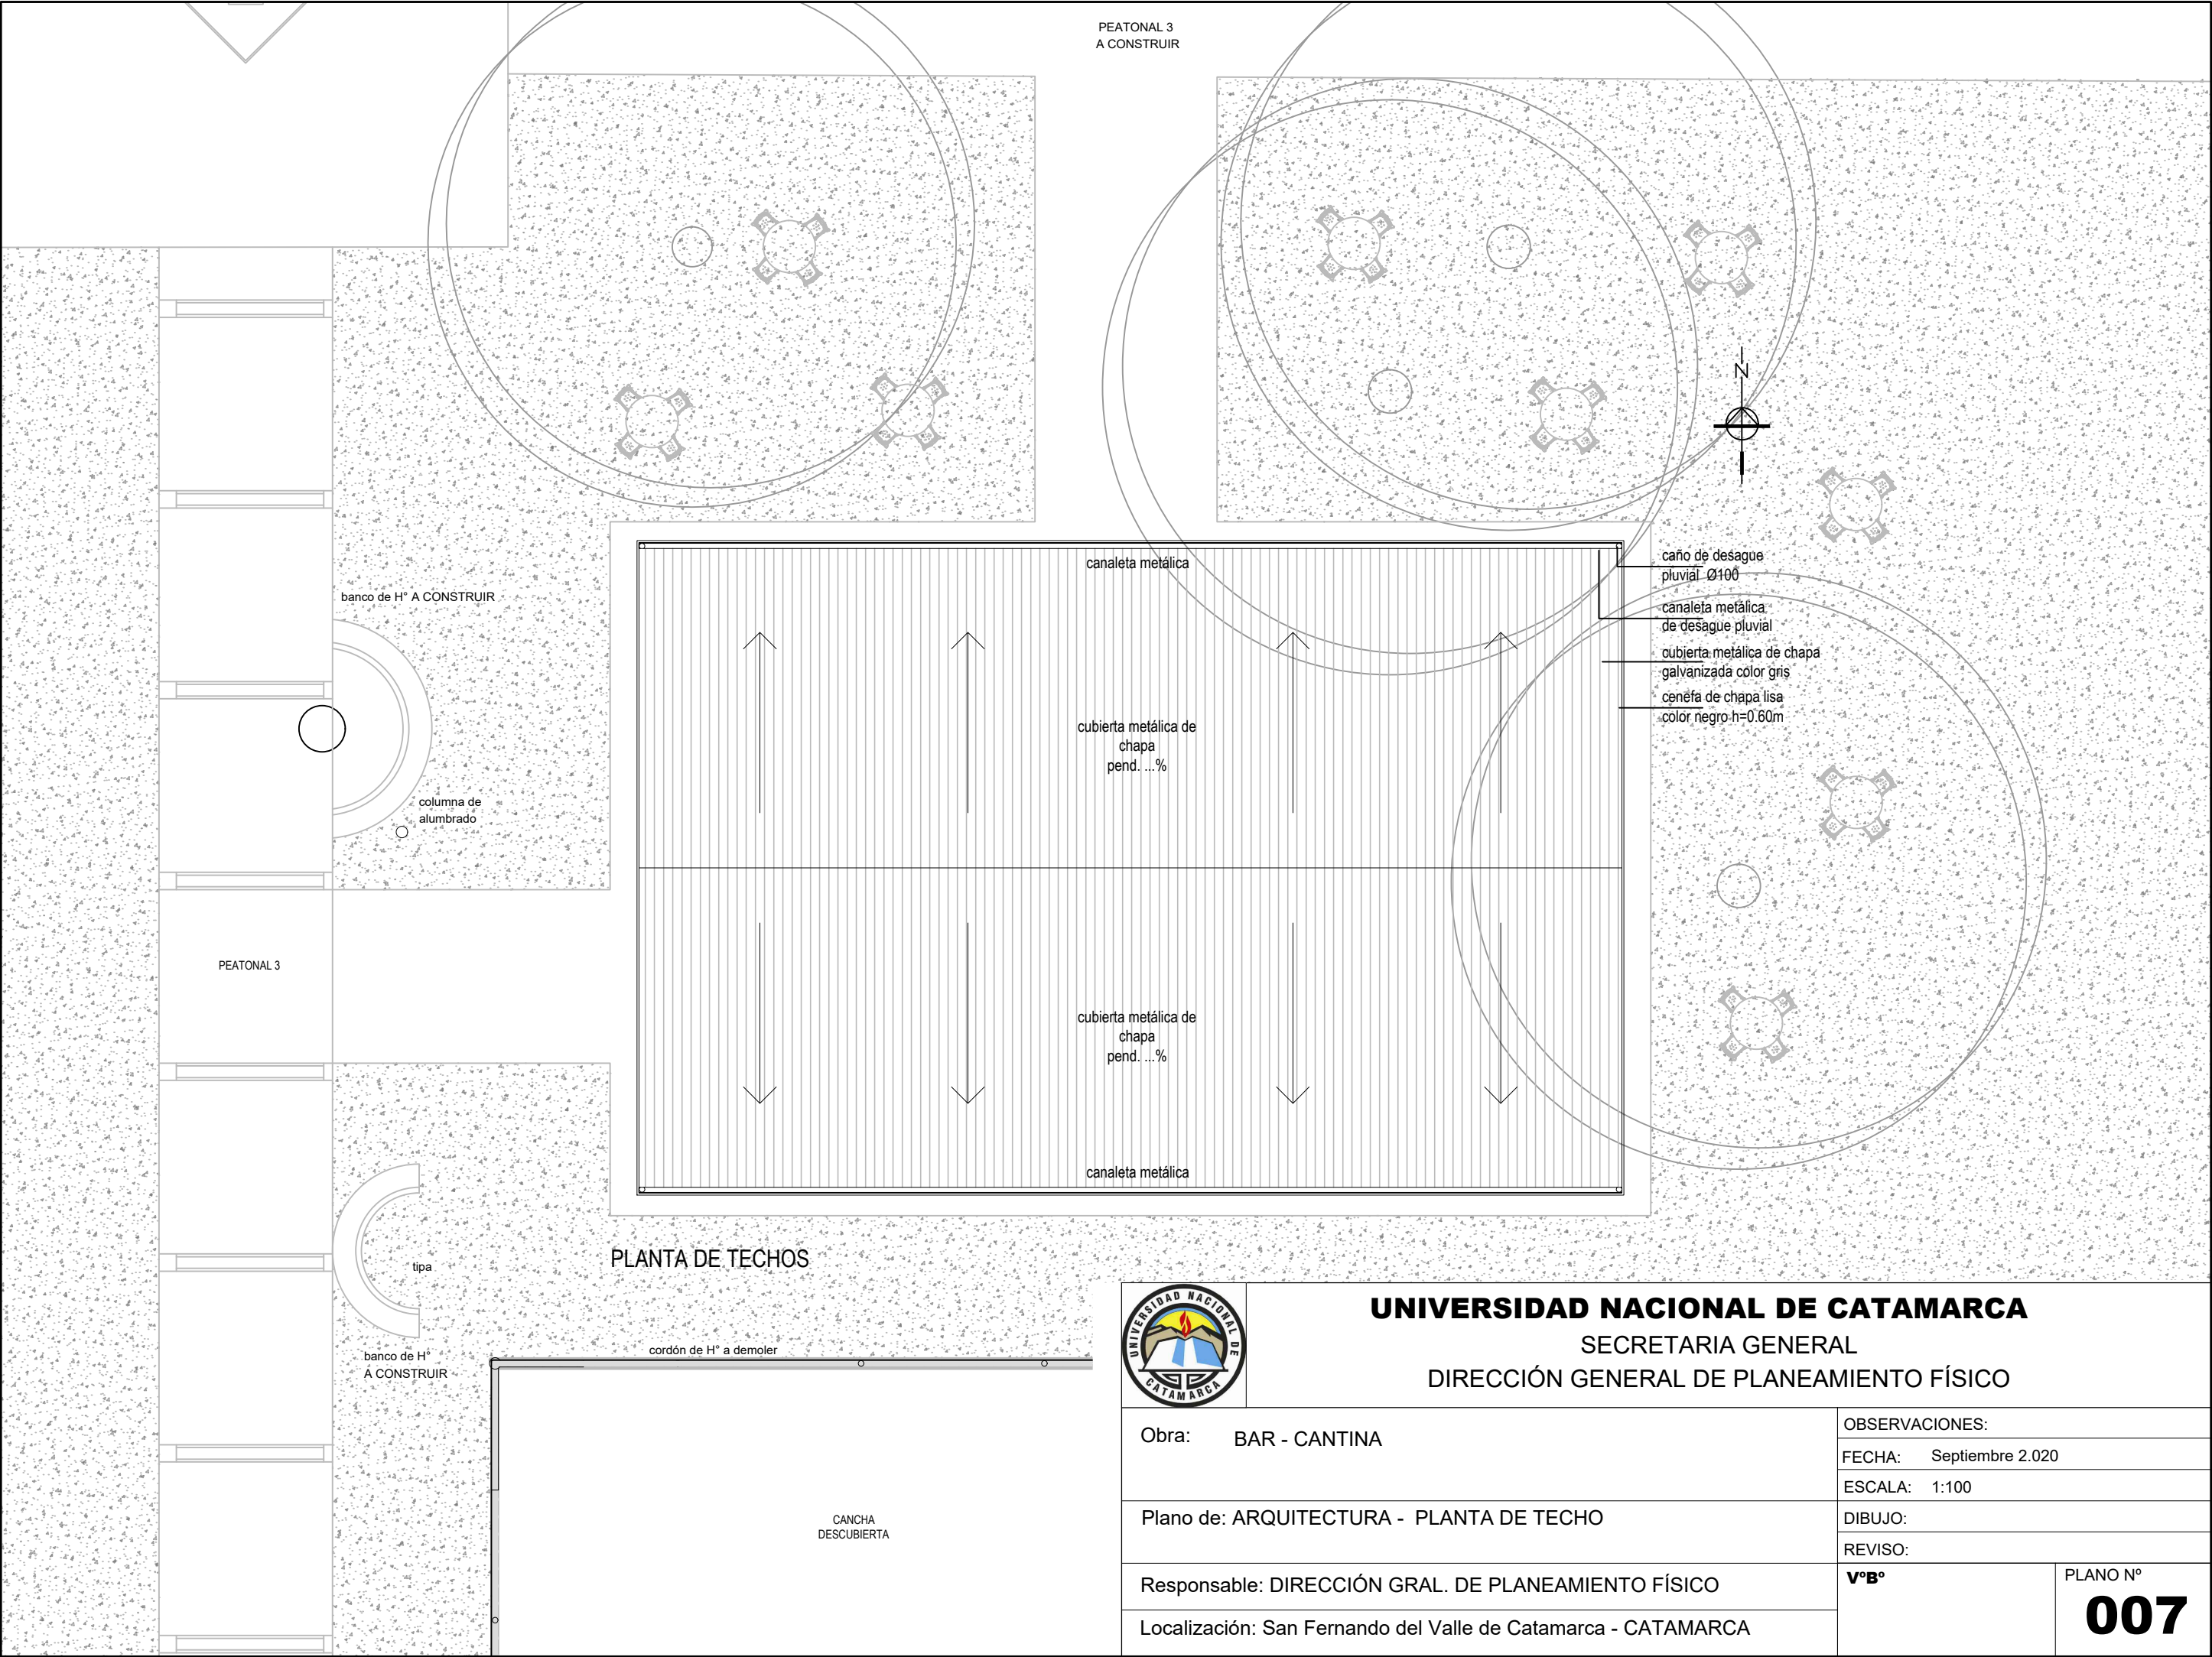 PEATONAL 3
A CONSTRUIR
N
canaleta metálica
caño de desague
pluvial Ø100
canaleta metálica
de desague pluvial
cubierta metálica de chapa
galvanizada color gris
cenefa de chapa lisa
color negro h=0.60m
banco de H° A CONSTRUIR
cubierta metálica de
chapa
pend. ...%
columna de
alumbrado
PEATONAL 3
cubierta metálica de
chapa
pend. ...%
canaleta metálica
PLANTA DE TECHOS
tipa
banco de H°
A CONSTRUIR
cordón de H° a demoler
CANCHA
DESCUBIERTA
UNIVERSIDAD NACIONAL DE
CATAMARCA
UNIVERSIDAD NACIONAL DE CATAMARCA
SECRETARIA GENERAL
DIRECCIÓN GENERAL DE PLANEAMIENTO FÍSICO
Obra: BAR - CANTINA
OBSERVACIONES:
FECHA: Septiembre 2.020
ESCALA: 1:100
Plano de: ARQUITECTURA - PLANTA DE TECHO
DIBUJO:
REVISO:
Responsable: DIRECCIÓN GRAL. DE PLANEAMIENTO FÍSICO
Localización: San Fernando del Valle de Catamarca - CATAMARCA
V°B°
PLANO Nº
007